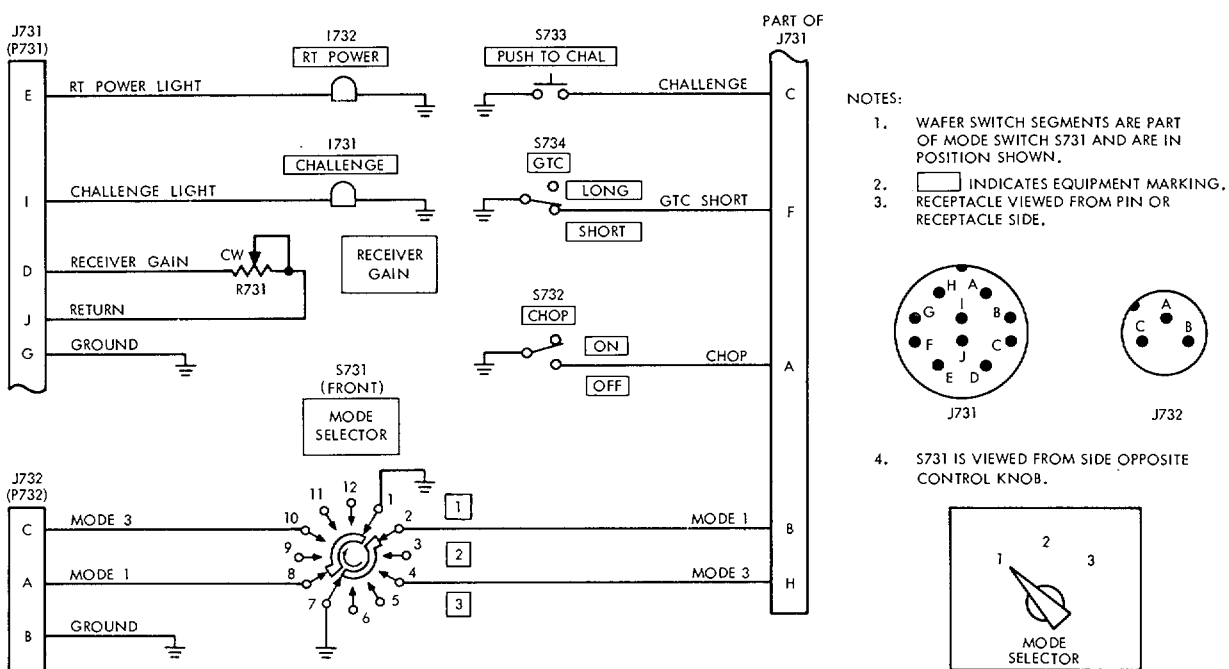 J731
(P731)
E
RT POWER LIGHT
I732
RT POWER
I
CHALLENGE LIGHT
I731
CHALLENGE
D
RECEIVER GAIN
CW
R731
RECEIVER
GAIN
J
RETURN
G
GROUND
S733
PUSH TO CHAL
CHALLENGE
PART OF
J731
C
S734
GTC
LONG
SHORT
GTC SHORT
F
S732
CHOP
ON
OFF
CHOP
A
S731
(FRONT)
MODE
SELECTOR
J732
(P732)
C
MODE 3
A
MODE 1
B
GROUND
1
2
3
4
5
6
7
8
9
10
11
12
1
2
3
MODE 1
B
MODE 3
H
NOTES:
1. WAFER SWITCH SEGMENTS ARE PART
OF MODE SWITCH S731 AND ARE IN
POSITION SHOWN.
2. INDICATES EQUIPMENT MARKING.
3. RECEPTACLE VIEWED FROM PIN OR
RECEPTACLE SIDE.
H A
G I B
F J C
E D
J731
A
C B
J732
4. S731 IS VIEWED FROM SIDE OPPOSITE
CONTROL KNOB.
1 2 3
MODE
SELECTOR